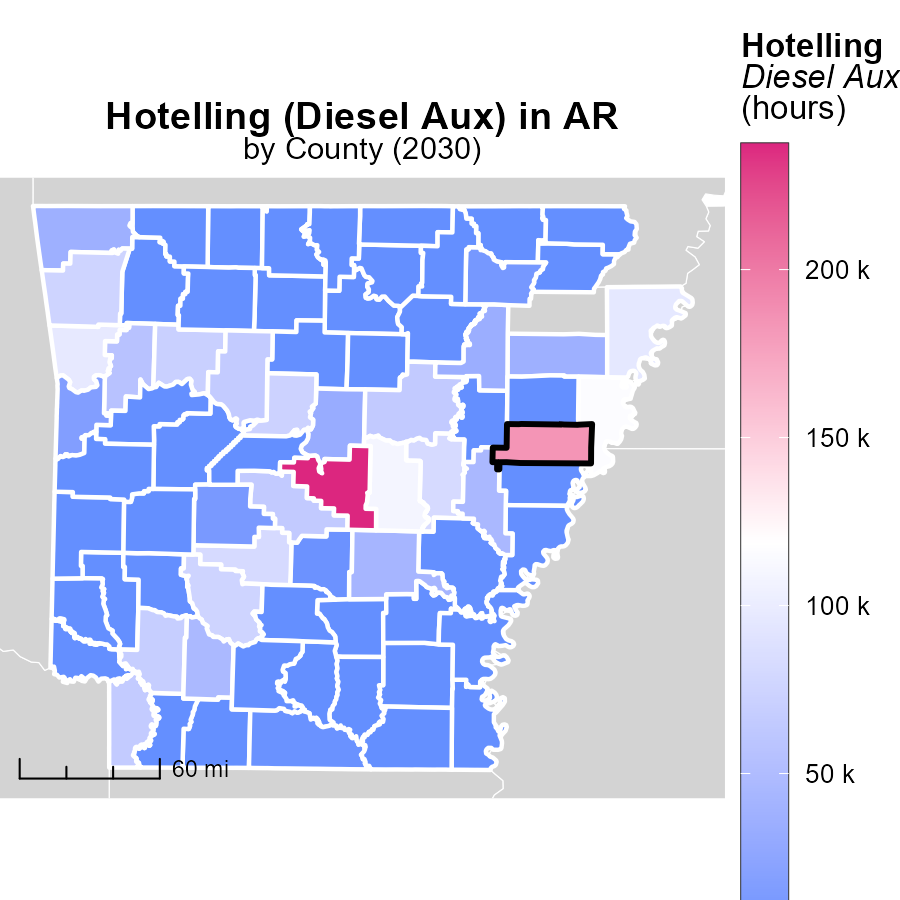 Hotelling (Diesel Aux) in AR
by County (2030)
Hotelling
Diesel Aux
(hours)
200 k
150 k
100 k
50 k
60 mi